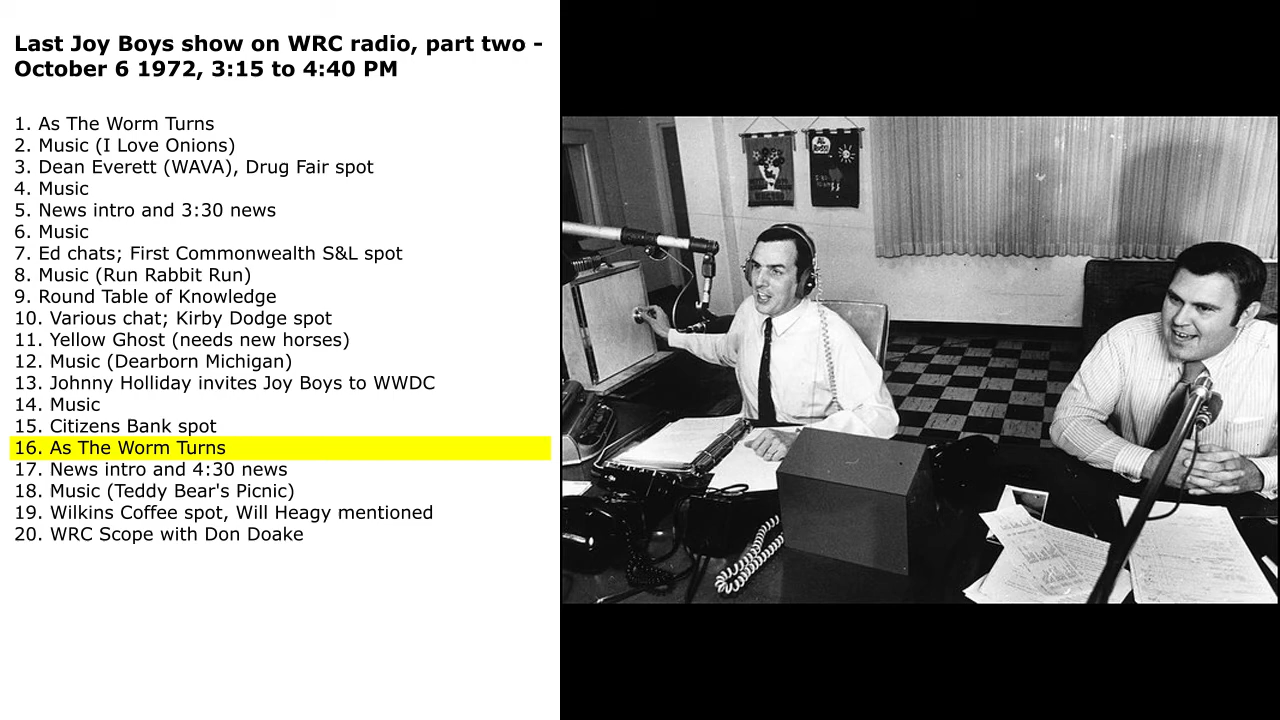 Last Joy Boys show on WRC radio, part two -
October 6 1972, 3:15 to 4:40 PM
1. As The Worm Turns
2. Music (I Love Onions)
3. Dean Everett (WAVA), Drug Fair spot
4. Music
5. News intro and 3:30 news
6. Music
7. Ed chats; First Commonwealth S&L spot
8. Music (Run Rabbit Run)
9. Round Table of Knowledge
10. Various chat; Kirby Dodge spot
11. Yellow Ghost (needs new horses)
12. Music (Dearborn Michigan)
13. Johnny Holliday invites Joy Boys to WWDC
14. Music
15. Citizens Bank spot
16. As The Worm Turns
17. News intro and 4:30 news
18. Music (Teddy Bear's Picnic)
19. Wilkins Coffee spot, Will Heagy mentioned
20. WRC Scope with Don Doake